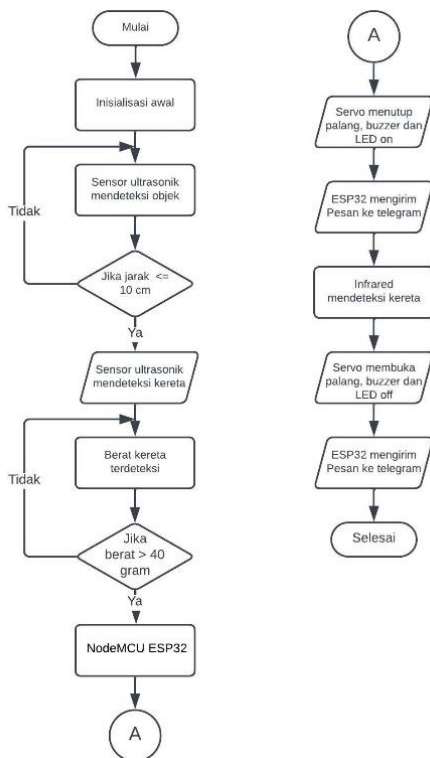 Mulai
Inisialisasi awal
Sensor ultrasonik
mendeteksi objek
Tidak
Jika jarak <=
10 cm
Ya
Sensor ultrasonik
mendeteksi kereta
Berat kereta
terdeteksi
Tidak
Jika
berat > 40
gram
Ya
NodeMCU ESP32
A
A
Servo menutup
palang, buzzer dan
LED on
ESP32 mengirim
Pesan ke telegram
Infrared
mendeteksi kereta
Servo membuka
palang, buzzer dan
LED off
ESP32 mengirim
Pesan ke telegram
Selesai